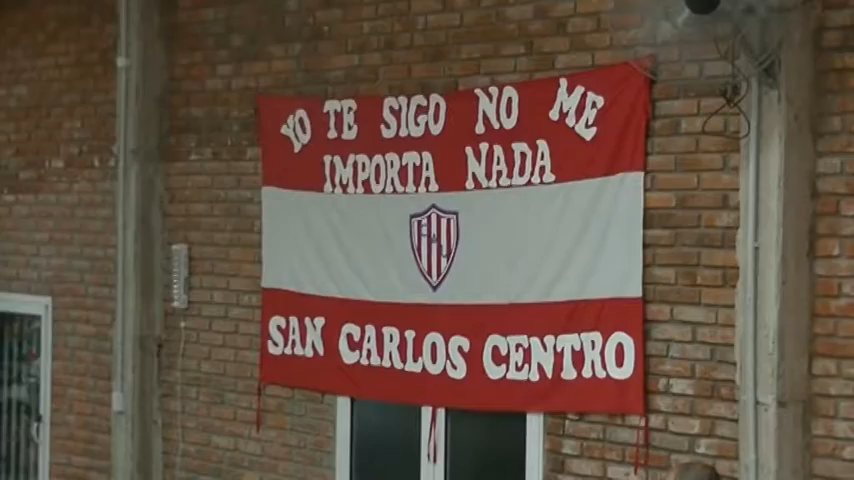 YO TE SIGO NO ME
IMPORTA NADA
SAN CARLOS CENTRO